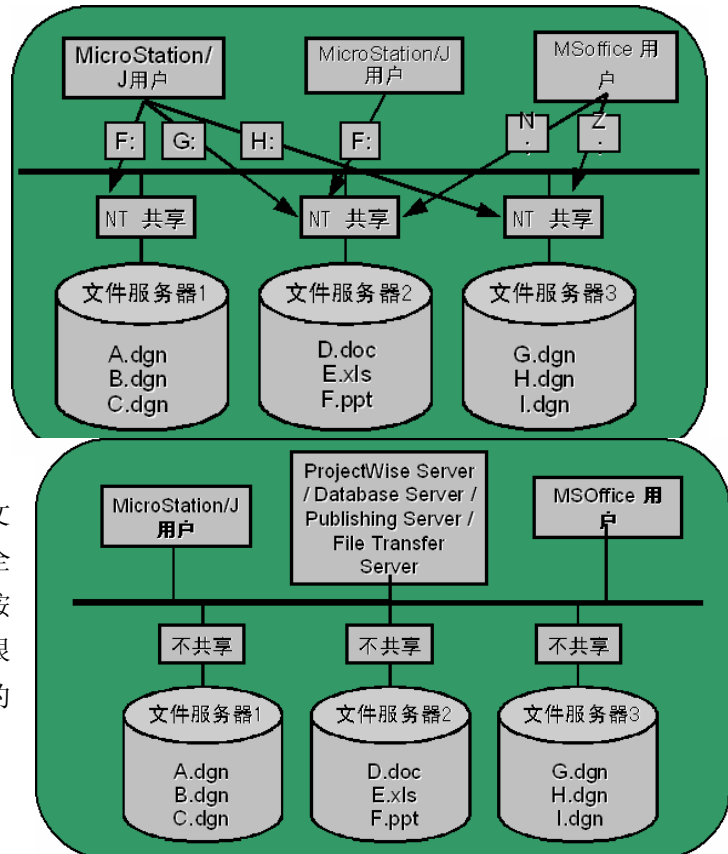 MicroStation/
J用户
MicroStation/J
用户
MSoffice 用
户
F:
G:
H:
F:
N:
Z:
NT 共享
NT 共享
NT 共享
文件服务器1
文件服务器2
文件服务器3
A.dgn
B.dgn
C.dgn
D.doc
E.xls
F.ppt
G.dgn
H.dgn
I.dgn
MicroStation/J
用户
ProjectWise Server
/ Database Server /
Publishing Server /
File Transfer
Server
MSOffice 用
户
不共享
不共享
不共享
文件服务器1
文件服务器2
文件服务器3
A.dgn
B.dgn
C.dgn
D.doc
E.xls
F.ppt
G.dgn
H.dgn
I.dgn